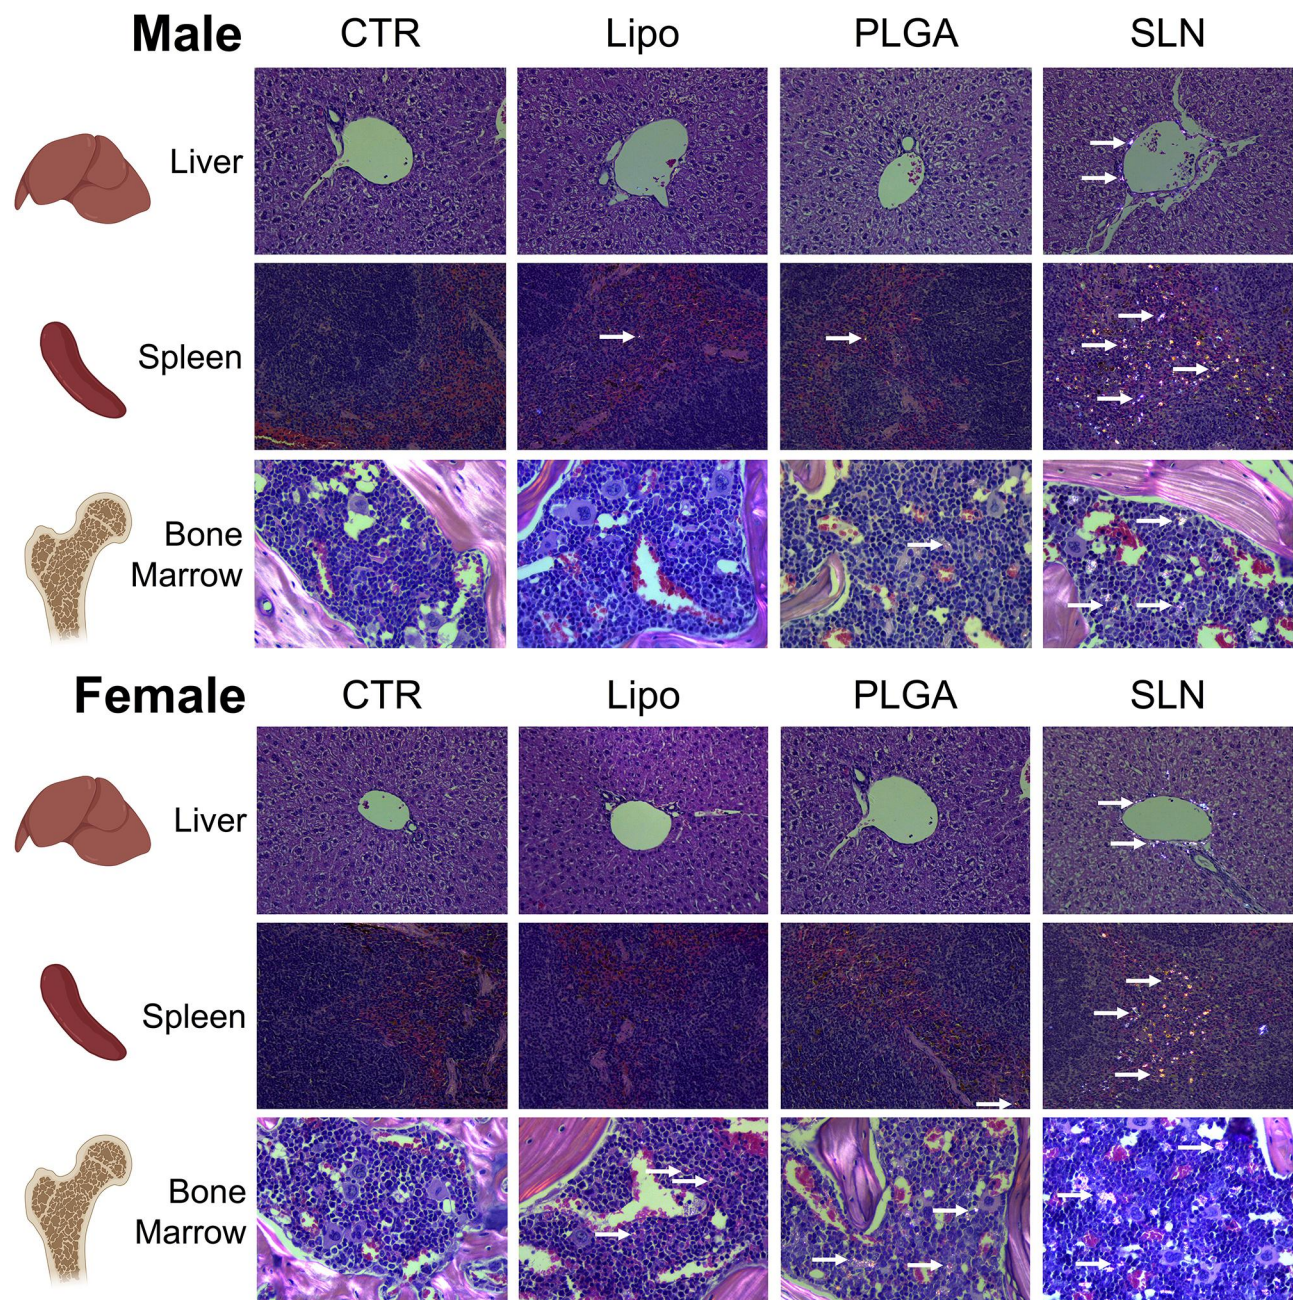 Male CTR Lipo PLGA SLN
Liver
Spleen
Bone
Marrow
Female CTR Lipo PLGA SLN
Liver
Spleen
Bone
Marrow